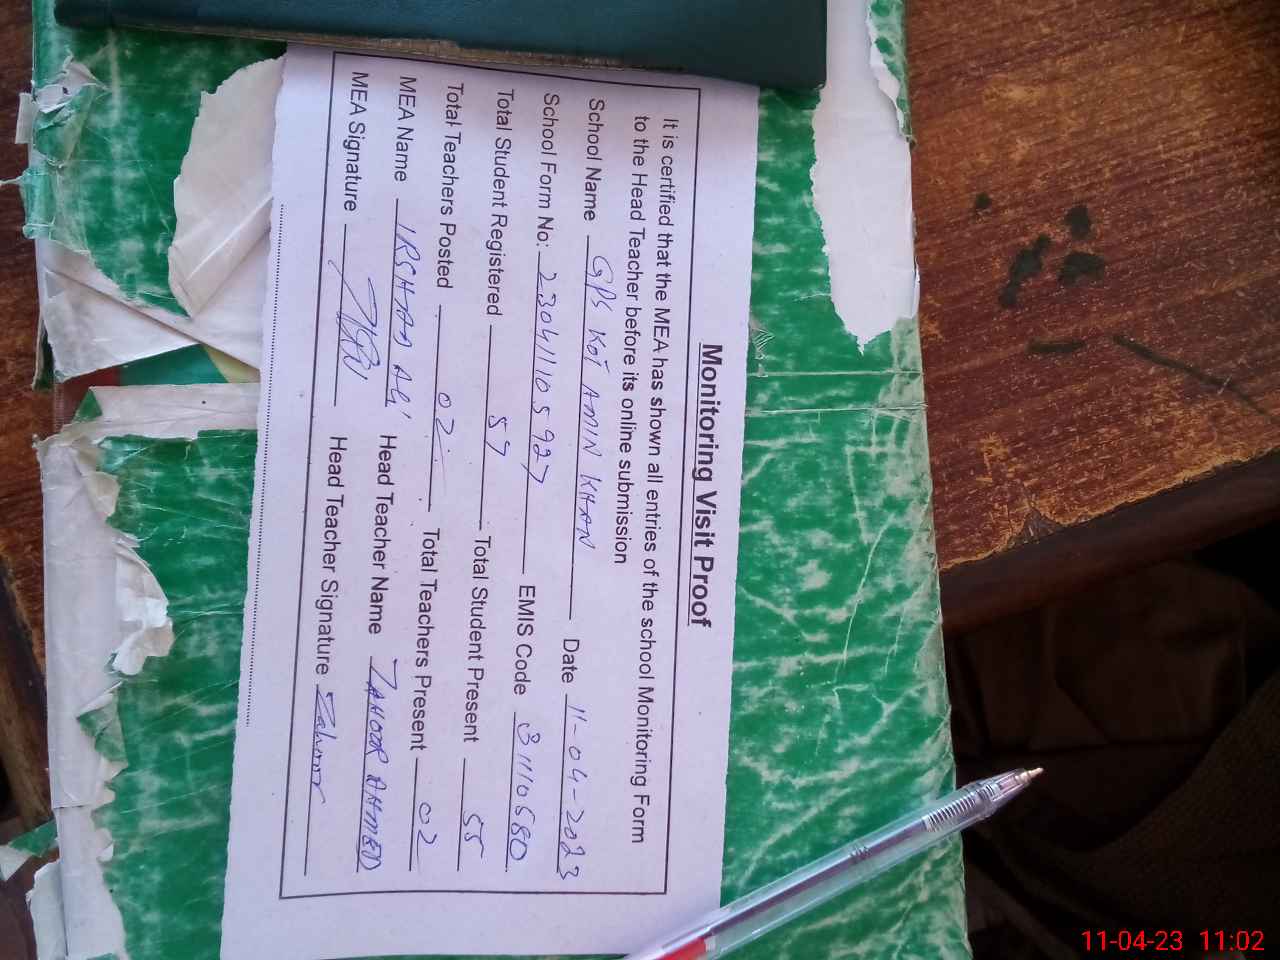 Monitoring Visit Proof
It is certified that the MEA has shown all entries of the school Monitoring Form
to the Head Teacher before its online submission
School Name GPS KOT AMIN KHAN Date 11-04-2023
School Form No: 230411105927 EMIS Code 31110580
Total Student Registered 57 Total Student Present 55
Total Teachers Posted 02 Total Teachers Present 02
MEA Name IRSHAD ALI Head Teacher Name ZAHOOR AHMED
MEA Signature Head Teacher Signature Zahoor
11-04-23 11:02